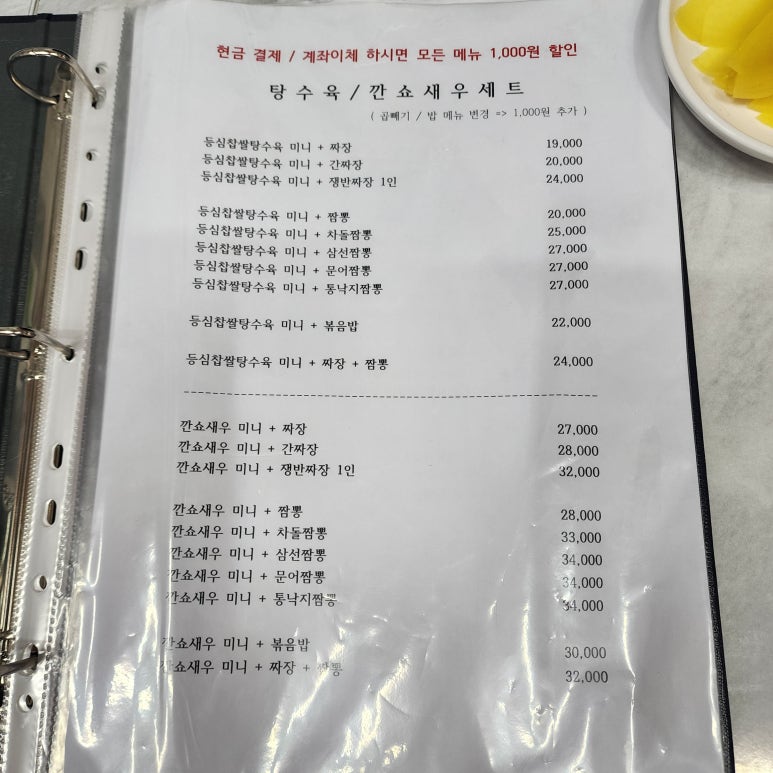 현금 결제 / 계좌이체 하시면 모든 메뉴 1,000원 할인
탕수육/깐쇼새우세트
( 곱빼기 / 밥 메뉴 변경 => 1,000원 추가 )
등심찹쌀탕수육 미니 + 짜장 19,000
등심찹쌀탕수육 미니 + 간짜장 20,000
등심찹쌀탕수육 미니 + 쟁반짜장 1인 24,000
등심찹쌀탕수육 미니 + 짬뽕 20,000
등심찹쌀탕수육 미니 + 차돌짬뽕 25,000
등심찹쌀탕수육 미니 + 삼선짬뽕 27,000
등심찹쌀탕수육 미니 + 문어짬뽕 27,000
등심찹쌀탕수육 미니 + 통낙지짬뽕 27,000
등심찹쌀탕수육 미니 + 볶음밥 22,000
등심찹쌀탕수육 미니 + 짜장 + 짬뽕 24,000
깐쇼새우 미니 + 짜장 27,000
깐쇼새우 미니 + 간짜장 28,000
깐쇼새우 미니 + 쟁반짜장 1인 32,000
깐쇼새우 미니 + 짬뽕 28,000
깐쇼새우 미니 + 차돌짬뽕 33,000
깐쇼새우 미니 + 삼선짬뽕 34,000
깐쇼새우 미니 + 문어짬뽕 34,000
깐쇼새우 미니 + 통낙지짬뽕 34,000
깐쇼새우 미니 + 볶음밥 30,000
깐쇼새우 미니 + 짜장 + 짬뽕 32,000